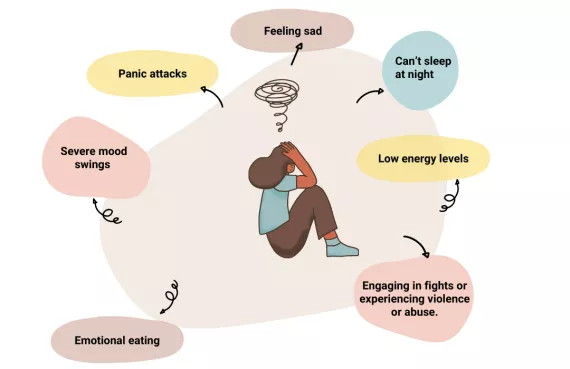 Feeling sad
Can't sleep
at night
Panic attacks
Low energy levels
Severe mood
swings
Engaging in fights or
experiencing violence
or abuse.
Emotional eating